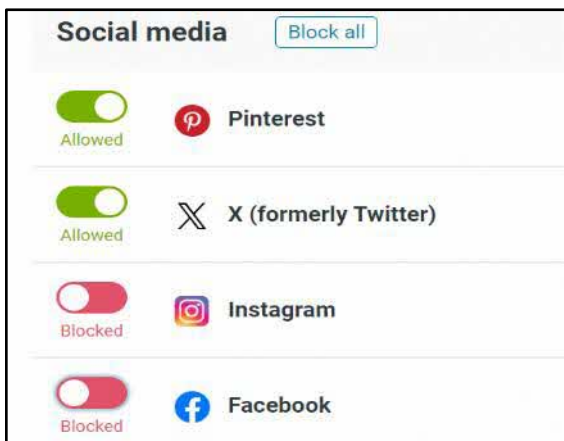 Social media Block all
Allowed Pinterest
Allowed X (formerly Twitter)
Blocked Instagram
Blocked Facebook